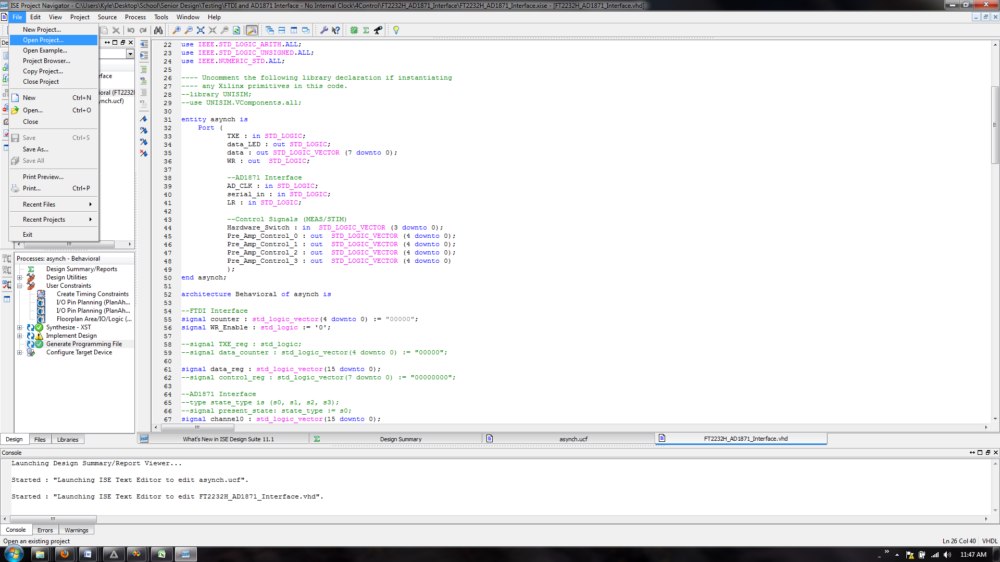 ISE Project Navigator - C:\Users\Kyle\Desktop\School\Senior Design\Testing\FTDI and AD1871 Interface - No Internal Clock\4Control\FT2232H_AD1871_Interface\FT2232H_AD1871_Interface.xise - [FT2232H_AD1871_Interface.vhd]
File Edit View Project Source Process Tools Window Help
New Project...
Open Project...
Open Example...
Project Browser...
Copy Project...
Close Project
New Ctrl+N
Open... Ctrl+O
Close
Save Ctrl+S
Save As...
Save All
Print Preview...
Print... Ctrl+P
Recent Files
Recent Projects
Exit
De
rface
ioral (FT2232
ynch.ucf)
Processes: asynch - Behavioral
Design Summary/Reports
Design Utilities
User Constraints
Create Timing Constraints
I/O Pin Planning (PlanAh...
I/O Pin Planning (PlanAh...
Floorplan Area/IO/Logic (...
Synthesize - XST
Implement Design
Generate Programming File
Configure Target Device
Design Files Libraries
22 use IEEE.STD_LOGIC_ARITH.ALL;
23 use IEEE.STD_LOGIC_UNSIGNED.ALL;
24 use IEEE.NUMERIC_STD.ALL;
25
26 ---- Uncomment the following library declaration if instantiating
27 ---- any Xilinx primitives in this code.
28 --library UNISIM;
29 --use UNISIM.VComponents.all;
30
31 entity asynch is
32 Port (
33 TXE : in STD_LOGIC;
34 data_LED : out STD_LOGIC;
35 data : out STD_LOGIC_VECTOR (7 downto 0);
36 WR : out STD_LOGIC;
37
38 --AD1871 Interface
39 AD_CLK : in STD_LOGIC;
40 serial_in : in STD_LOGIC;
41 LR : in STD_LOGIC;
42
43 --Control Signals (MEAS/STIM)
44 Hardware_Switch : in STD_LOGIC_VECTOR (3 downto 0);
45 Pre_Amp_Control_0 : out STD_LOGIC_VECTOR (4 downto 0);
46 Pre_Amp_Control_1 : out STD_LOGIC_VECTOR (4 downto 0);
47 Pre_Amp_Control_2 : out STD_LOGIC_VECTOR (4 downto 0);
48 Pre_Amp_Control_3 : out STD_LOGIC_VECTOR (4 downto 0)
49 );
50 end asynch;
51
52 architecture Behavioral of asynch is
53
54 --FTDI Interface
55 signal counter : std_logic_vector(4 downto 0) := "00000";
56 signal WR_Enable : std_logic := '0';
57
58 --signal TXE_reg : std_logic;
59 --signal data_counter : std_logic_vector(4 downto 0) := "00000";
60
61 signal data_reg : std_logic_vector(15 downto 0);
62 --signal control_reg : std_logic_vector(7 downto 0) := "00000000";
63
64 --AD1871 Interface
65 --type state_type is (s0, s1, s2, s3);
66 --signal present_state: state_type := s0;
67 signal channel0 : std_logic_vector(15 downto 0);
What's New in ISE Design Suite 11.1 Design Summary asynch.ucf FT2232H_AD1871_Interface.vhd
Console
Launching Design Summary/Report Viewer...
Started : "Launching ISE Text Editor to edit asynch.ucf".
Started : "Launching ISE Text Editor to edit FT2232H_AD1871_Interface.vhd".
Console Errors Warnings
Open an existing project
Ln 26 Col 40 VHDL
11:47 AM